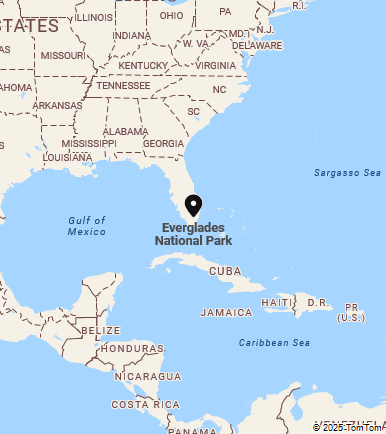 R.I.
OHIO
PA
ILLINOIS
STATES
INDIANA
MD.
N.J.
W. VA.
DELAWARE
MISSOURI
KENTUCKY
VIRGINIA
TENNESSEE
AHOMA
NC
ARKANSAS
SC
ALABAMA
MISSISSIPPI
GEORGIA
LOUISIANA
Sargasso Sea
Gulf of
Mexico
Everglades
National Park
CUBA
HAITI
D.R.
PR
(U.S.)
JAMAICA
BELIZE
Caribbean Sea
HONDURAS
NICARAGUA
COSTA RICA
PANAMA
VENEZUELA
© 2025 TomTom